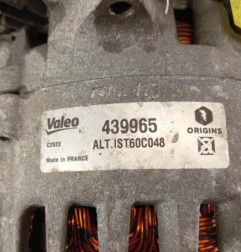 Valeo
439965
ORIGINS
C2522
ALT.IST60C048
Made in FRANCE